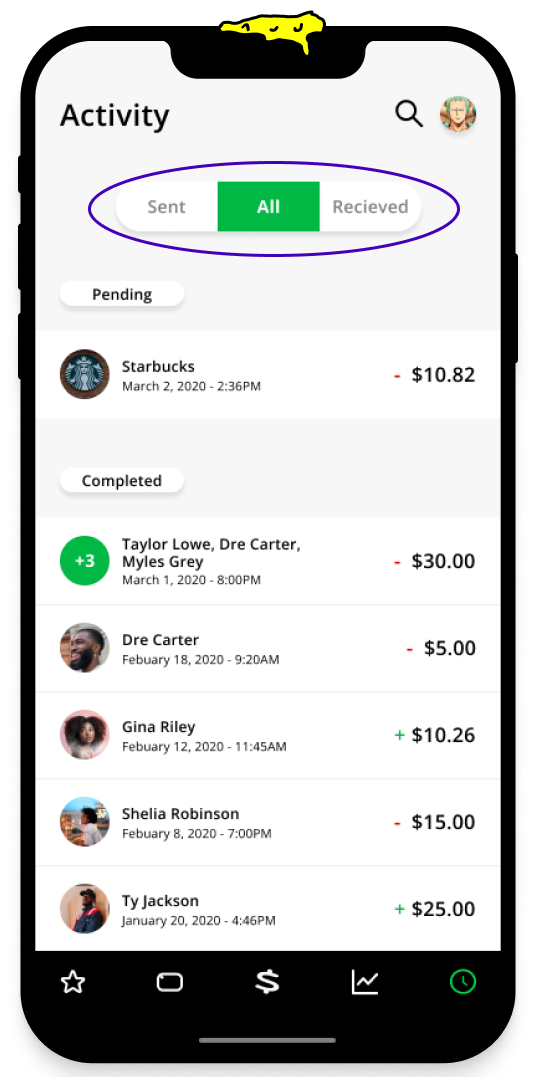 Activity
Sent All Recieved
Pending
Starbucks
March 2, 2020 - 2:36PM
- $10.82
Completed
+3
Taylor Lowe, Dre Carter,
Myles Grey
March 1, 2020 - 8:00PM
- $30.00
Dre Carter
Febuary 18, 2020 - 9:20AM
- $5.00
Gina Riley
Febuary 12, 2020 - 11:45AM
+ $10.26
Shelia Robinson
Febuary 8, 2020 - 7:00PM
- $15.00
Ty Jackson
January 20, 2020 - 4:46PM
+ $25.00
$